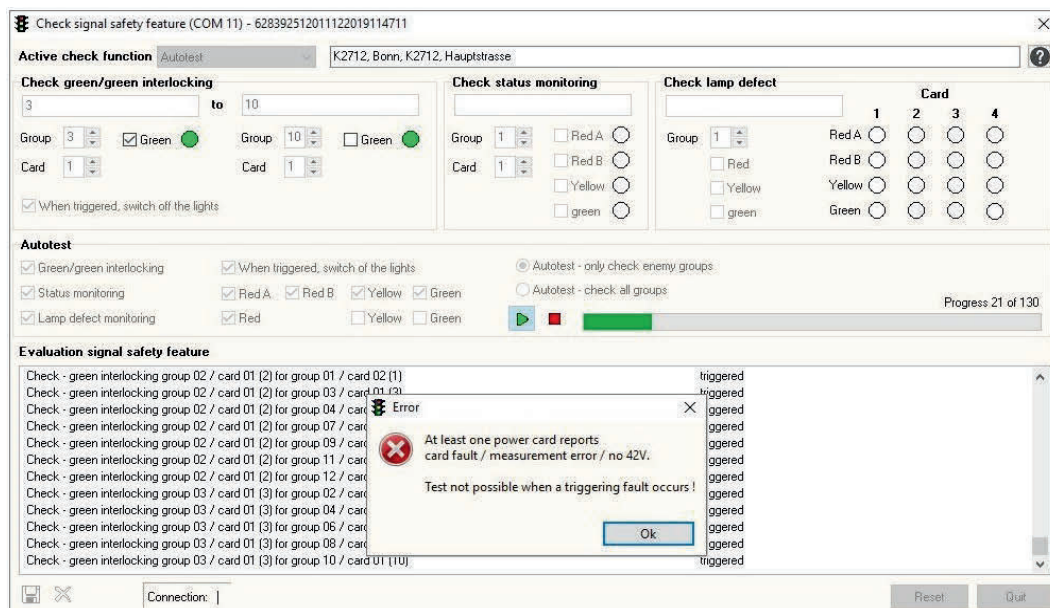 Check signal safety feature (COM 11) - 628392512011122019114711
Active check function Autotest K2712, Bonn, K2712, Hauptstrasse
Check green/green interlocking
3 to 10
Group 3 Green Group 10 Green
Card 1 Card 1
When triggered, switch off the lights
Check status monitoring
Group 1 Red A
Card 1 Red B
Yellow
green
Check lamp defect
Card
1 2 3 4
Group 1 Red A
Red Red B
Yellow Yellow
green Green
Autotest
Green/green interlocking When triggered, switch of the lights Autotest - only check enemy groups
Status monitoring Red A Red B Yellow Green Autotest - check all groups
Progress 21 of 130
Lamp defect monitoring Red Yellow Green
Evaluation signal safety feature
Check - green interlocking group 02 / card 01 (2) for group 01 / card 02 (1) triggered
Check - green interlocking group 02 / card 01 (2) for group 03 / card 01 (3) triggered
Check - green interlocking group 02 / card 01 (2) for group 04 / card iggered
Check - green interlocking group 02 / card 01 (2) for group 07 / card iggered
Check - green interlocking group 02 / card 01 (2) for group 09 / card iggered
Check - green interlocking group 02 / card 01 (2) for group 11 / card iggered
Check - green interlocking group 02 / card 01 (2) for group 12 / card iggered
Check - green interlocking group 03 / card 01 (3) for group 02 / card iggered
Check - green interlocking group 03 / card 01 (3) for group 04 / card iggered
Check - green interlocking group 03 / card 01 (3) for group 06 / card iggered
Check - green interlocking group 03 / card 01 (3) for group 08 / card iggered
Check - green interlocking group 03 / card 01 (3) for group 10 / card 01 (10) triggered
Error
At least one power card reports
card fault / measurement error / no 42V.
Test not possible when a triggering fault occurs !
Ok
Connection: |
Reset Quit